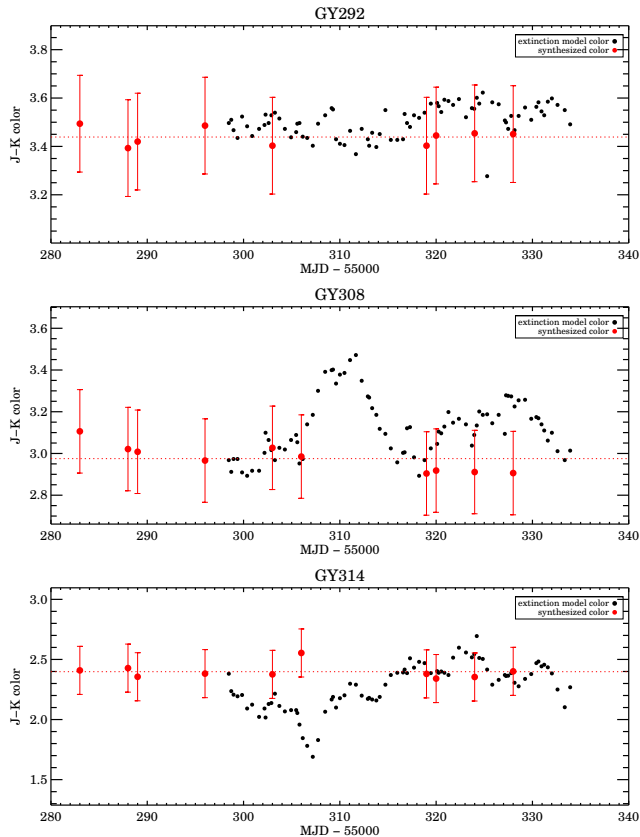 GY292
extinction model color
synthesized color
3.8
3.6
3.4
3.2
J-K color
280 290 300 310 320 330 340
MJD - 55000
GY308
extinction model color
synthesized color
3.6
3.4
3.2
3.0
2.8
J-K color
280 290 300 310 320 330 340
MJD - 55000
GY314
extinction model color
synthesized color
3.0
2.5
2.0
1.5
J-K color
280 290 300 310 320 330 340
MJD - 55000